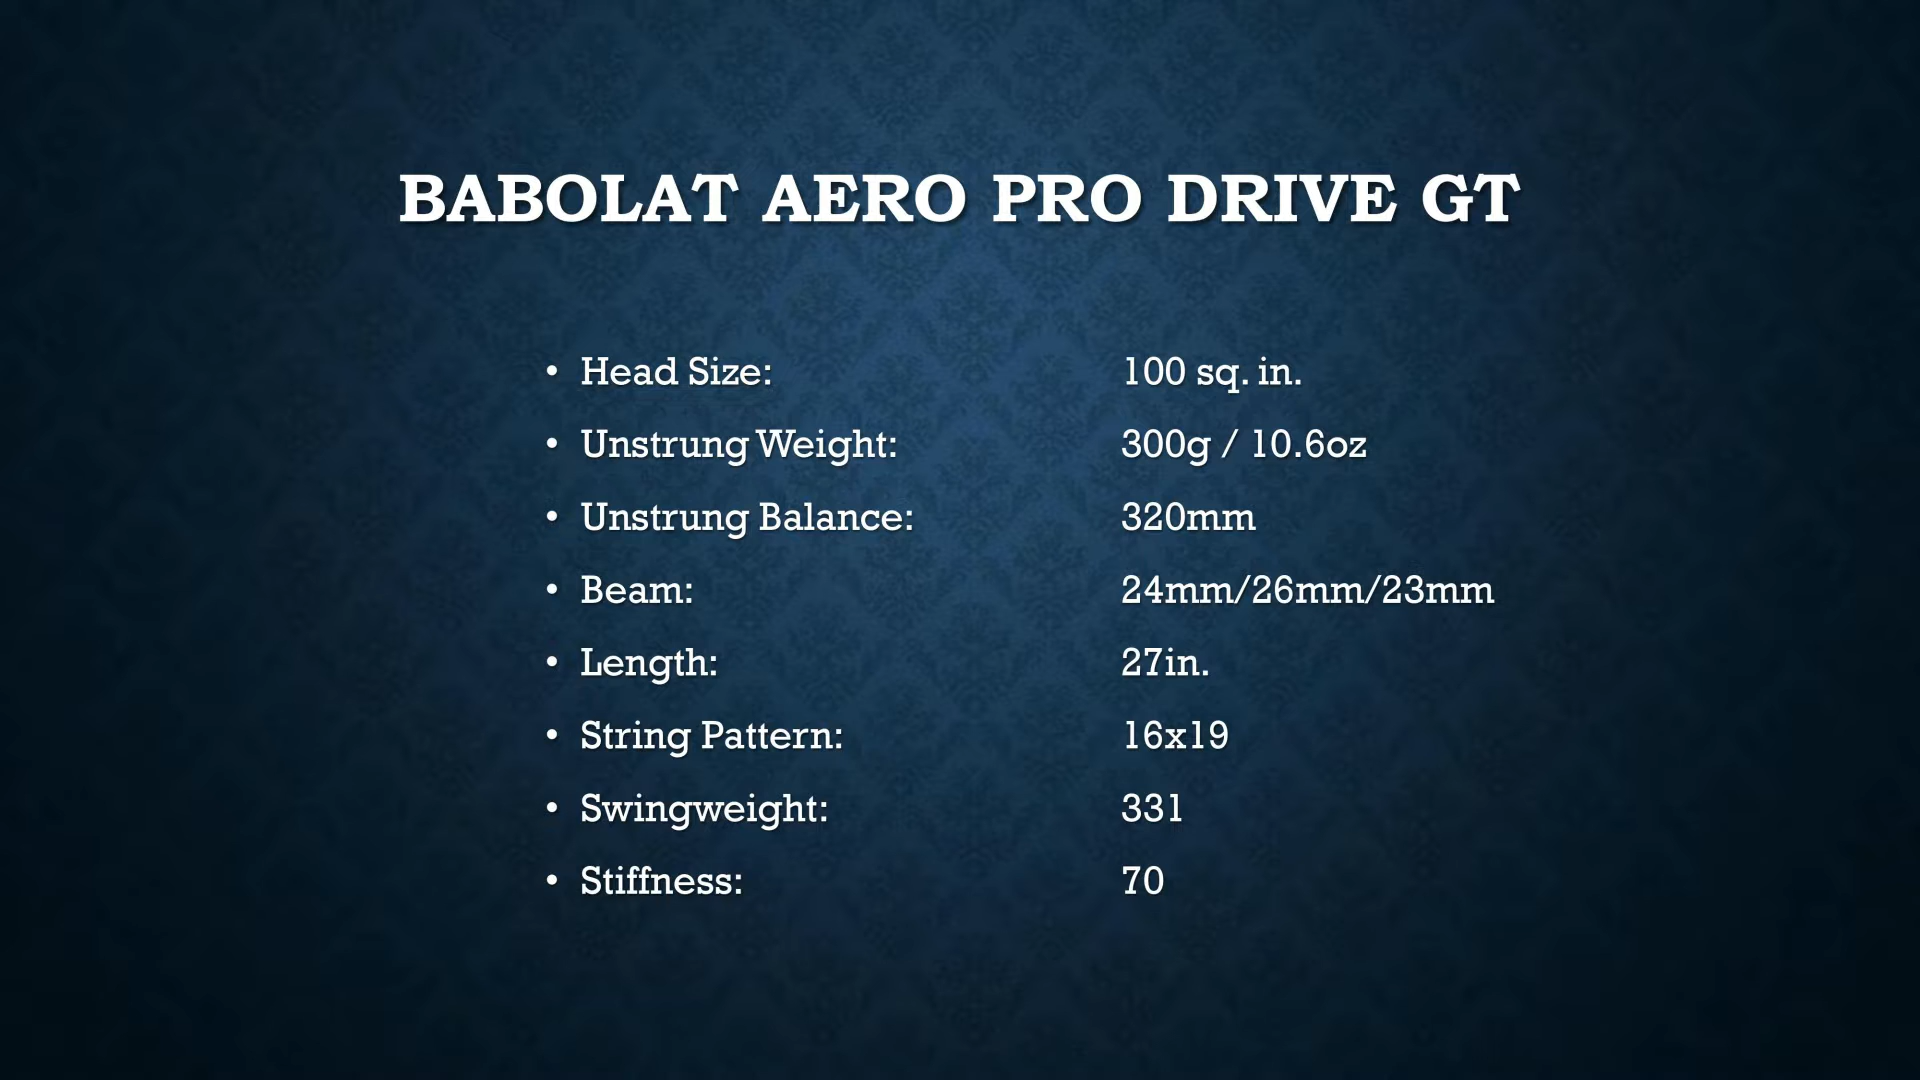 BABOLAT AERO PRO DRIVE GT
• Head Size: 100 sq. in.
• Unstrung Weight: 300g / 10.6oz
• Unstrung Balance: 320mm
• Beam: 24mm/26mm/23mm
• Length: 27in.
• String Pattern: 16x19
• Swingweight: 331
• Stiffness: 70